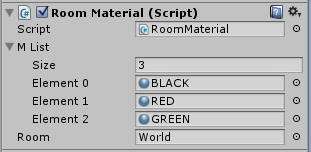 Room Material (Script)
Script RoomMaterial
M List
Size 3
Element 0 BLACK
Element 1 RED
Element 2 GREEN
Room World